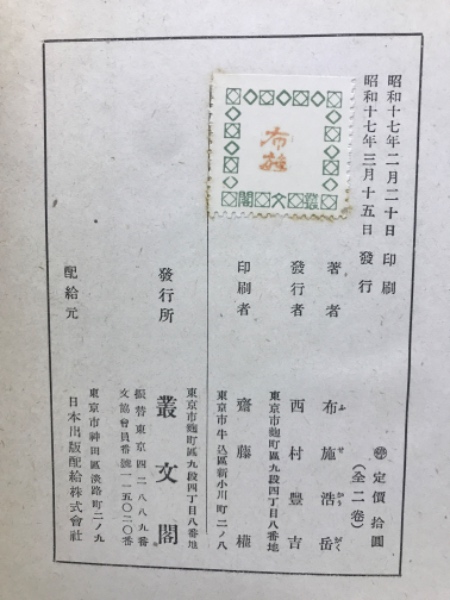 昭和十七年二月二十日 印刷
昭和十七年三月十五日 發行
停 定價 拾圓
(全二卷)
布施
叢文閣
著者 布施浩岳
ふせかうがく
發行者 東京市麴町區九段四丁目八番地
西村豐吉
印刷者 東京市牛込區新小川町二ノ八
齋藤權
發行所 東京市麴町區九段四丁目八番地
叢文閣
振替東京四二八八九番
文協會員番號一一五〇二〇番
配給元 東京市神田區淡路町二ノ九
日本出版配給株式會社